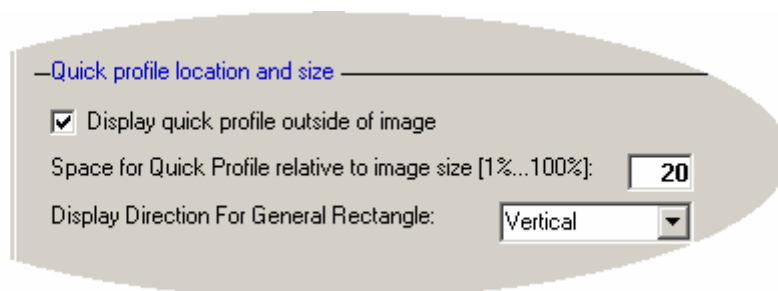 Quick profile location and size
Display quick profile outside of image
Space for Quick Profile relative to image size [1%...100%]: 20
Display Direction For General Rectangle: Vertical